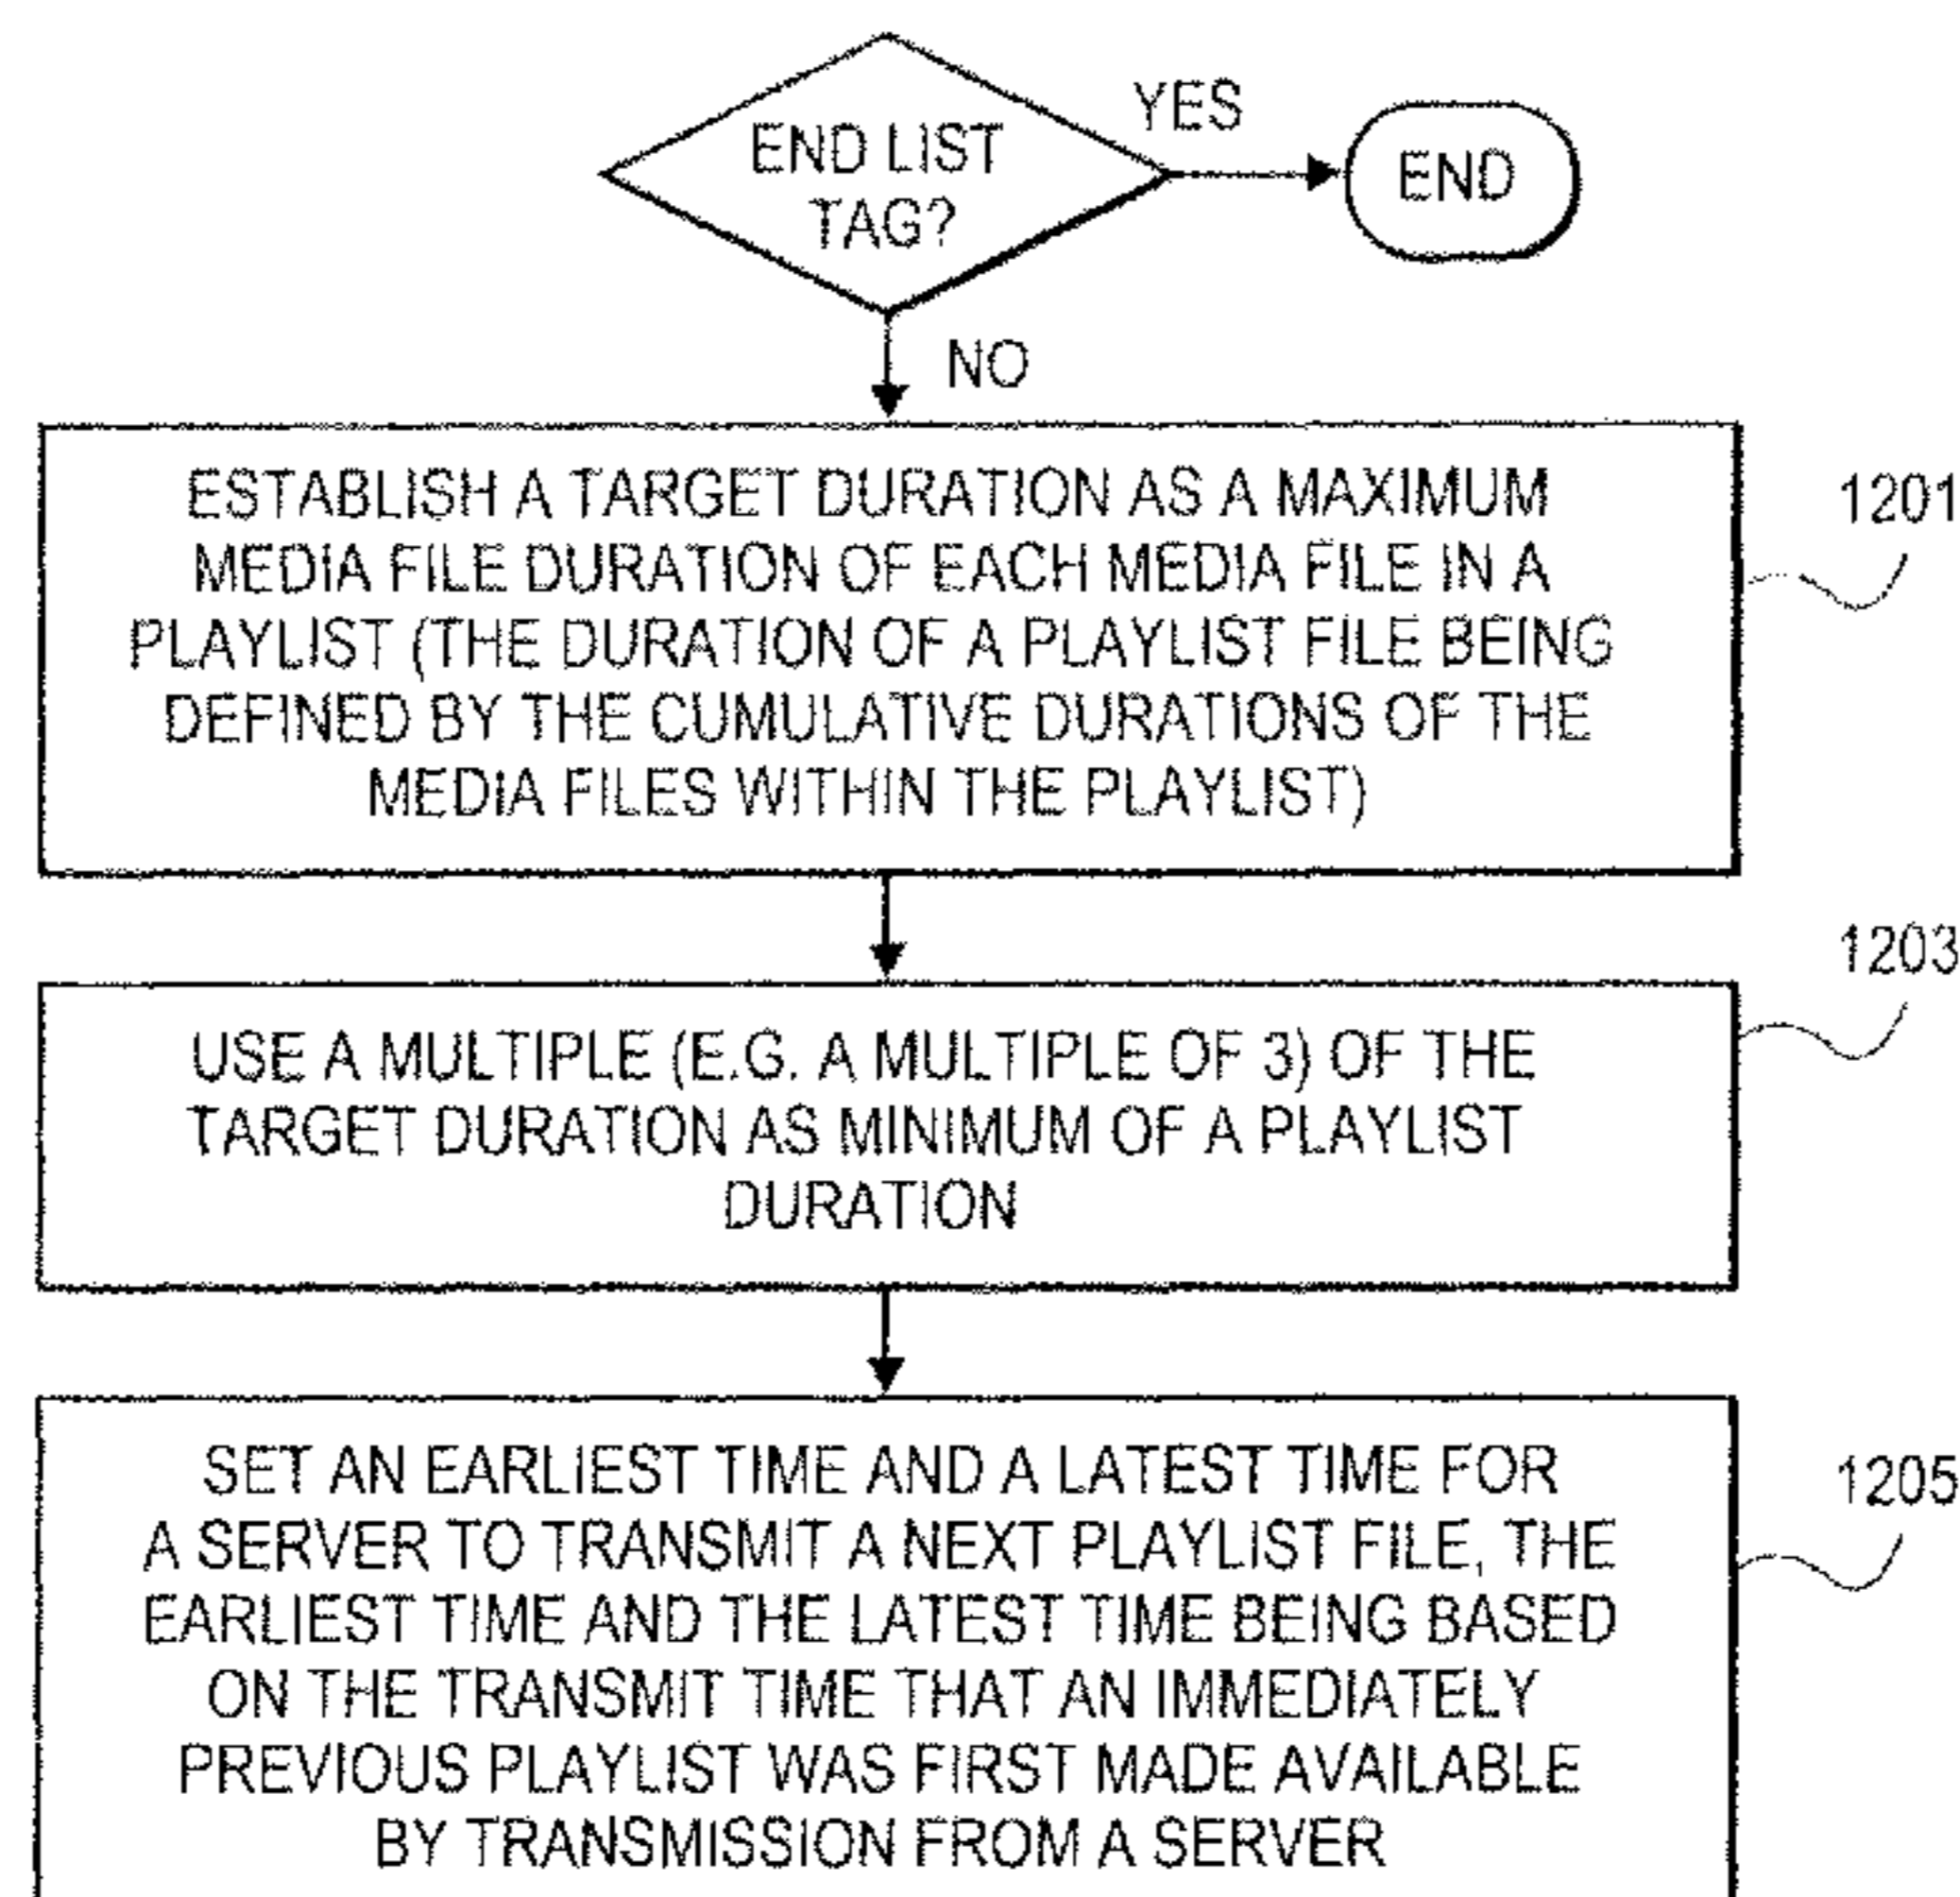 END LIST
TAG?
YES
END
NO
ESTABLISH A TARGET DURATION AS A MAXIMUM
MEDIA FILE DURATION OF EACH MEDIA FILE IN A
PLAYLIST (THE DURATION OF A PLAYLIST FILE BEING
DEFINED BY THE CUMULATIVE DURATIONS OF THE
MEDIA FILES WITHIN THE PLAYLIST)
1201
USE A MULTIPLE (E.G. A MULTIPLE OF 3) OF THE
TARGET DURATION AS MINIMUM OF A PLAYLIST
DURATION
1203
SET AN EARLIEST TIME AND A LATEST TIME FOR
A SERVER TO TRANSMIT A NEXT PLAYLIST FILE, THE
EARLIEST TIME AND THE LATEST TIME BEING BASED
ON THE TRANSMIT TIME THAT AN IMMEDIATELY
PREVIOUS PLAYLIST WAS FIRST MADE AVAILABLE
BY TRANSMISSION FROM A SERVER
1205